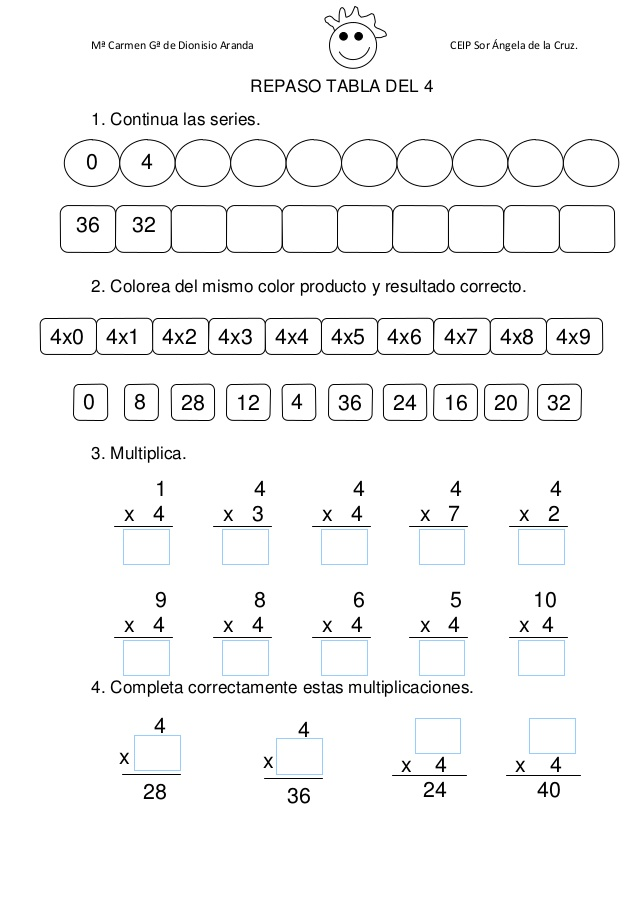 Mª Carmen Gª de Dionisio Aranda CEIP Sor Ángela de la Cruz.
REPASO TABLA DEL 4
1. Continua las series.
0 4
36 32
2. Colorea del mismo color producto y resultado correcto.
4x0 4x1 4x2 4x3 4x4 4x5 4x6 4x7 4x8 4x9
0 8 28 12 4 36 24 16 20 32
3. Multiplica.
1 4 4 4 4
x 4 x 3 x 4 x 7 x 2
9 8 6 5 10
x 4 x 4 x 4 x 4 x 4
4. Completa correctamente estas multiplicaciones.
4 4
x x x 4 x 4
28 36 24 40